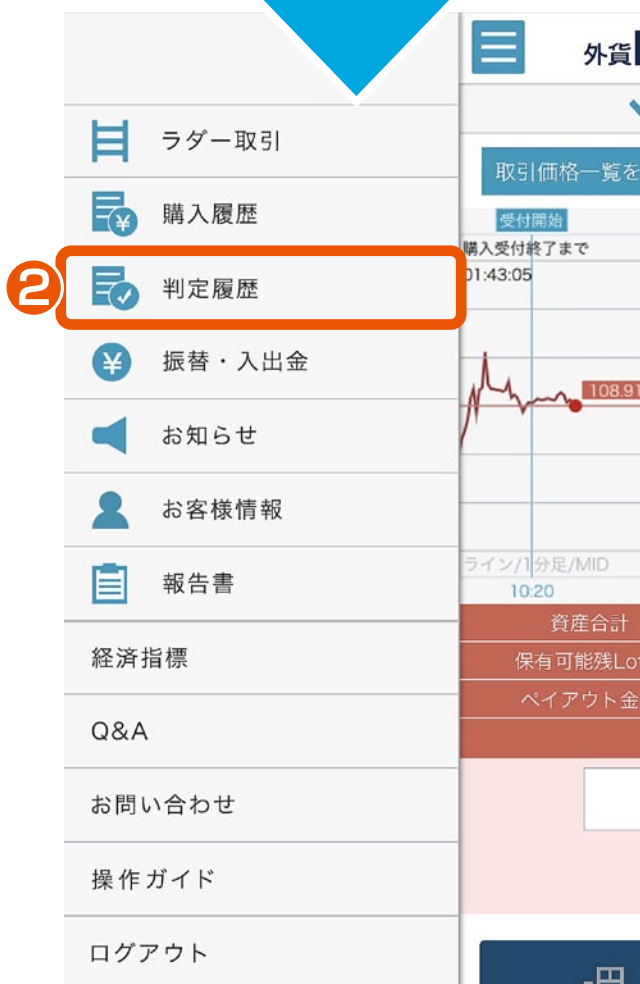 ラダー取引
購入履歴
2
判定履歴
振替・入出金
お知らせ
お客様情報
報告書
経済指標
Q&A
お問い合わせ
操作ガイド
ログアウト
外貨
取引価格一覧を
受付開始
購入受付終了まで
01:43:05
108.91
ライン/1分足/MID
10:20
資産合計
保有可能残Lot
ペイアウト金
円